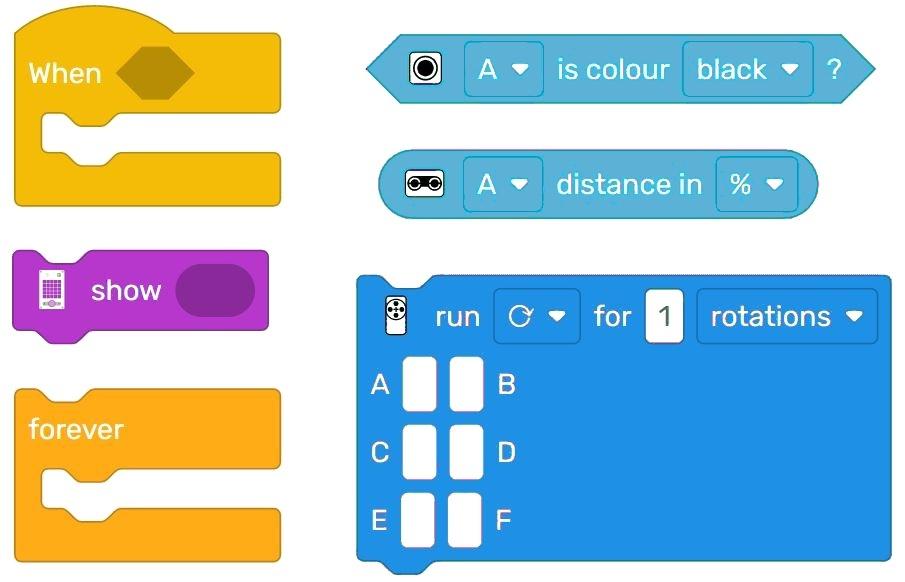 When
A is colour black ?
A distance in %
show
run for 1 rotations
A B
forever
C D
E F